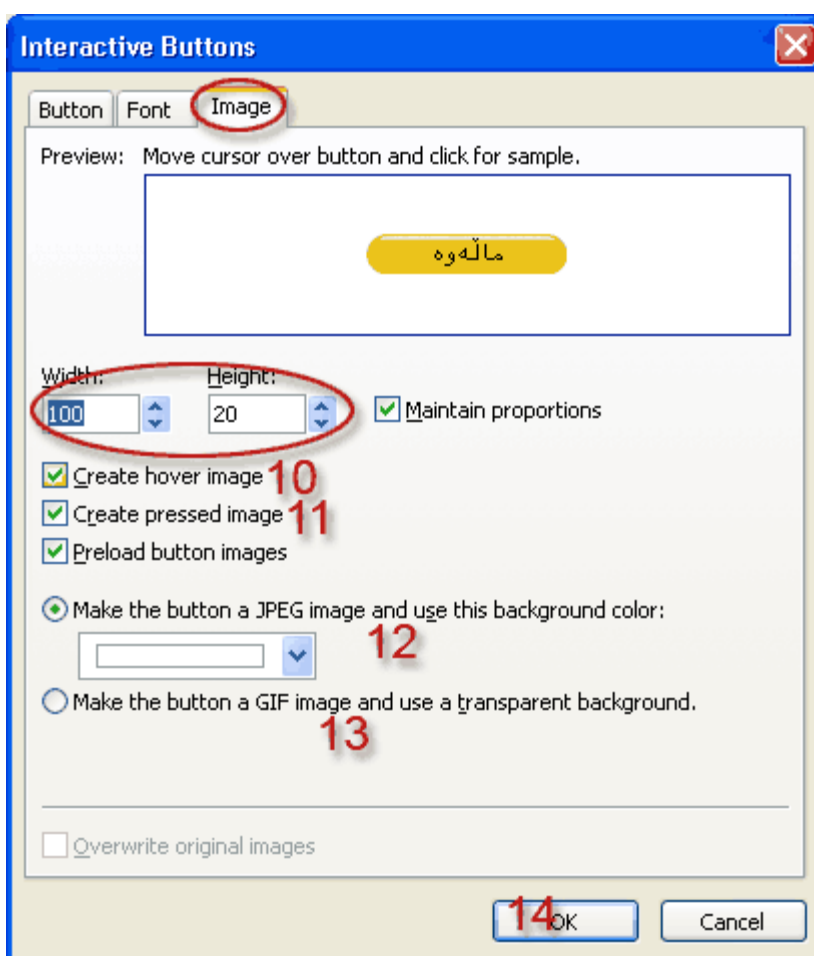 Interactive Buttons
Button Font Image
Preview: Move cursor over button and click for sample.
ماڵەوە
Width: Height:
100 20 Maintain proportions
Create hover image 10
Create pressed image 11
Preload button images
Make the button a JPEG image and use this background color:
12
Make the button a GIF image and use a transparent background.
13
Overwrite original images
14 OK Cancel